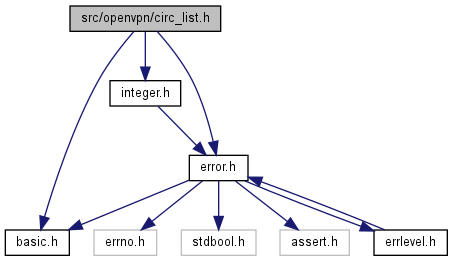 src/openvpn/circ_list.h
integer.h
error.h
basic.h
errno.h
stdbool.h
assert.h
errlevel.h